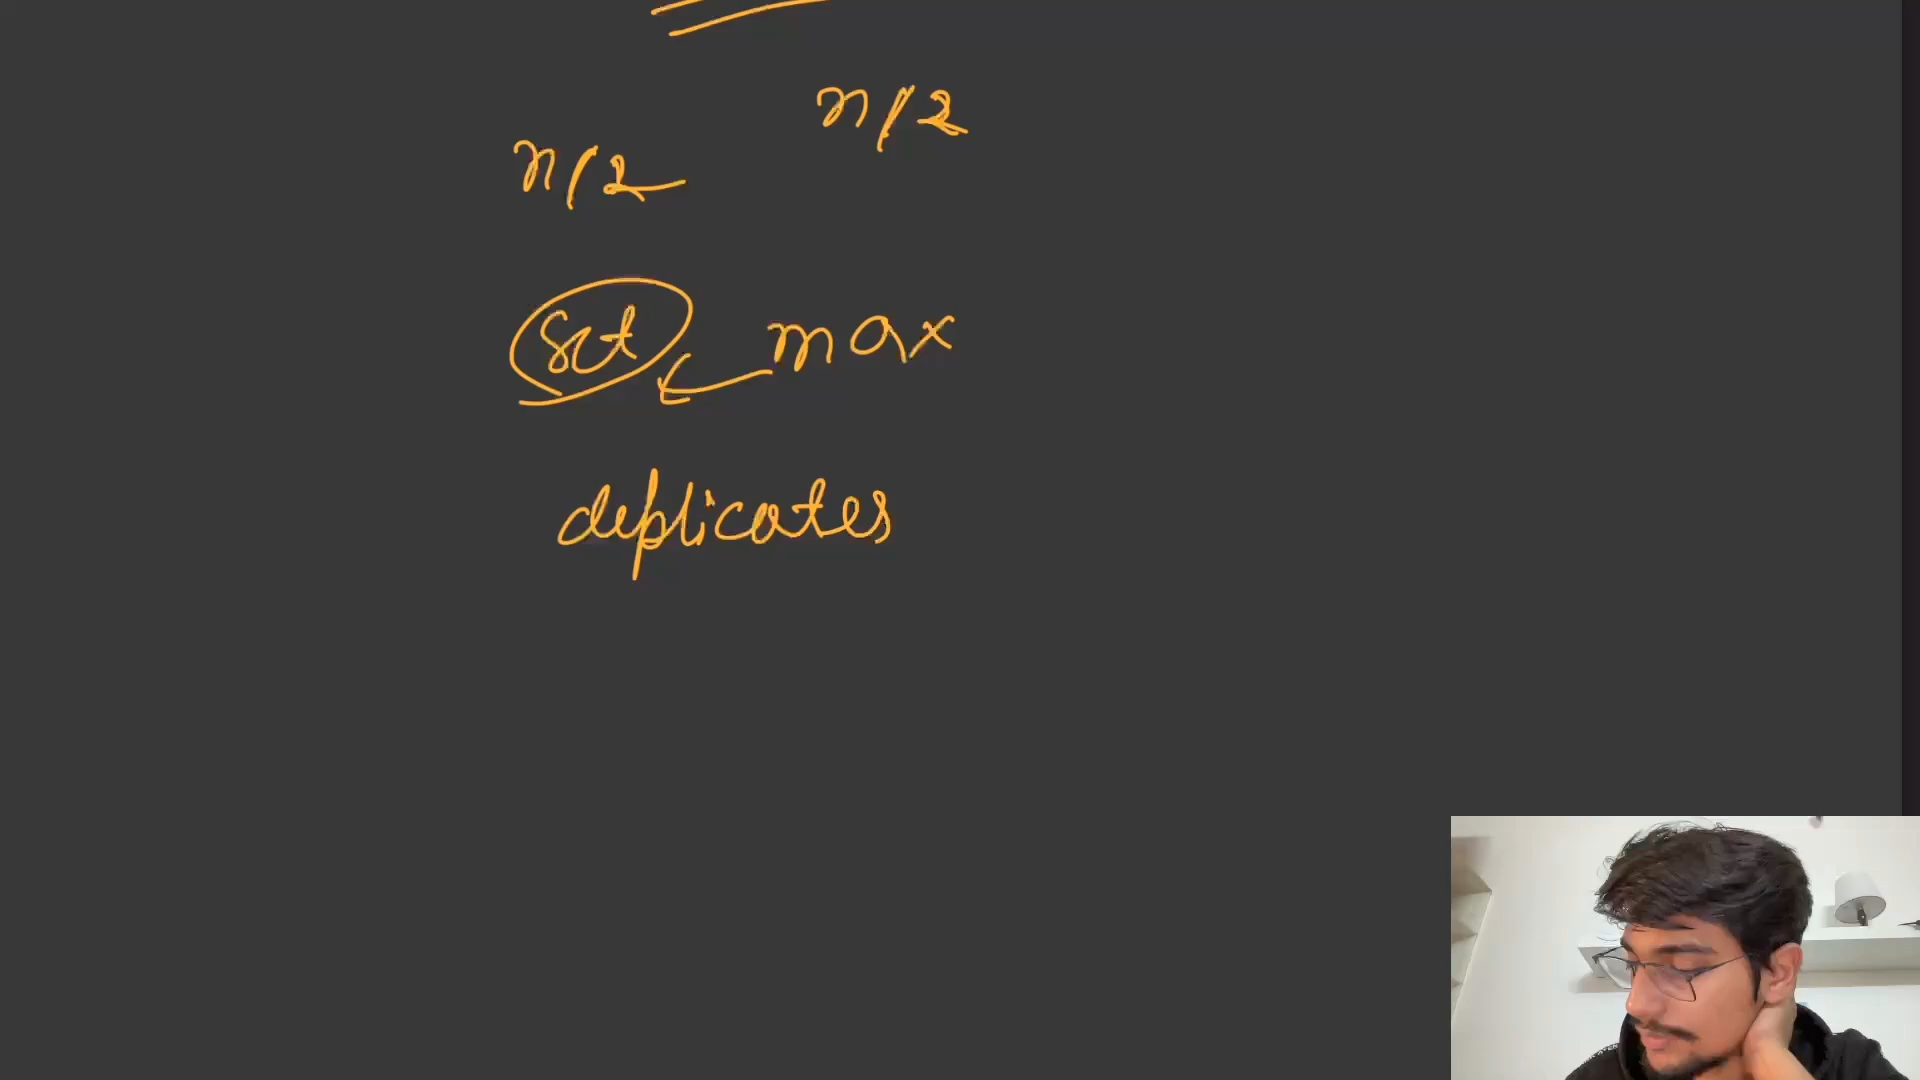 n/2
n/2
set max
duplicates